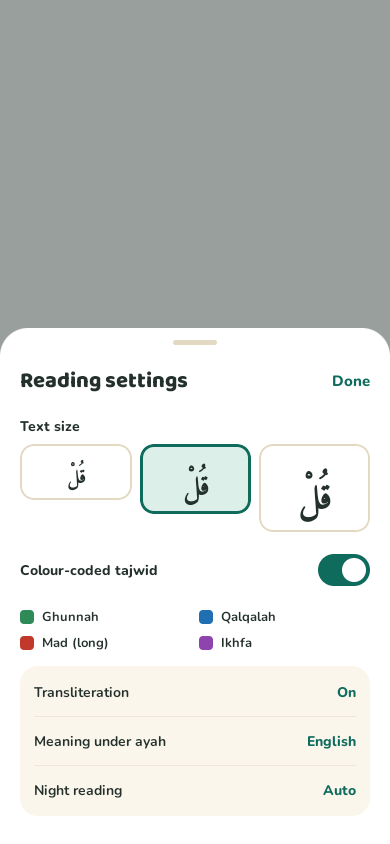 Reading settings
Done
Text size
قُلْ
قُلْ
قُلْ
Colour-coded tajwid
Ghunnah
Qalqalah
Mad (long)
Ikhfa
Transliteration
On
Meaning under ayah
English
Night reading
Auto